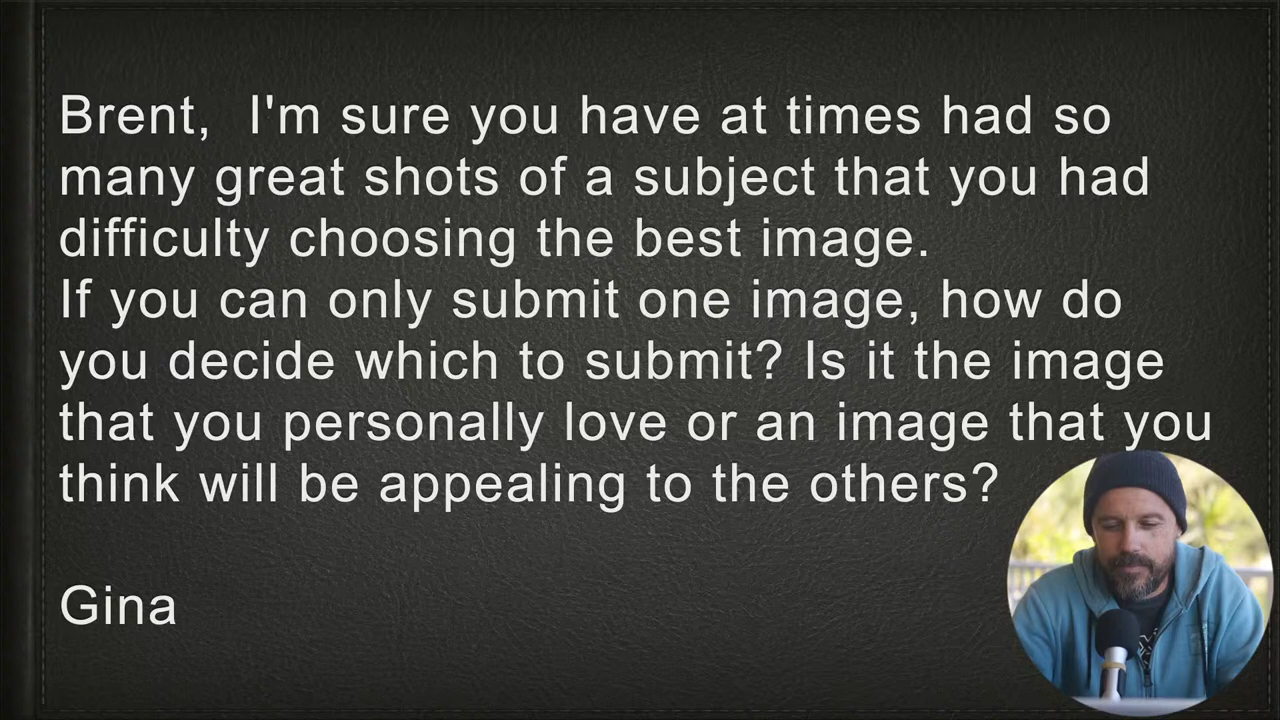 Brent,  I'm sure you have at times had so
many great shots of a subject that you had
difficulty choosing the best image.
If you can only submit one image, how do
you decide which to submit? Is it the image
that you personally love or an image that you
think will be appealing to the others?
Gina